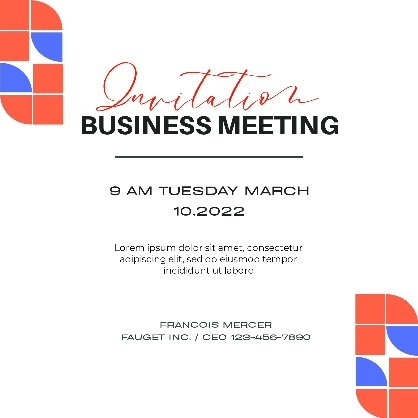 Invitation
BUSINESS MEETING
9 AM TUESDAY MARCH
10.2022
Lorem ipsum dolor sit amet, consectetur
adipiscing elit, sed do eiusmod tempor
incididunt ut labore
FRANCOIS MERCER
FAUGET INC. / CEO 123-456-7890